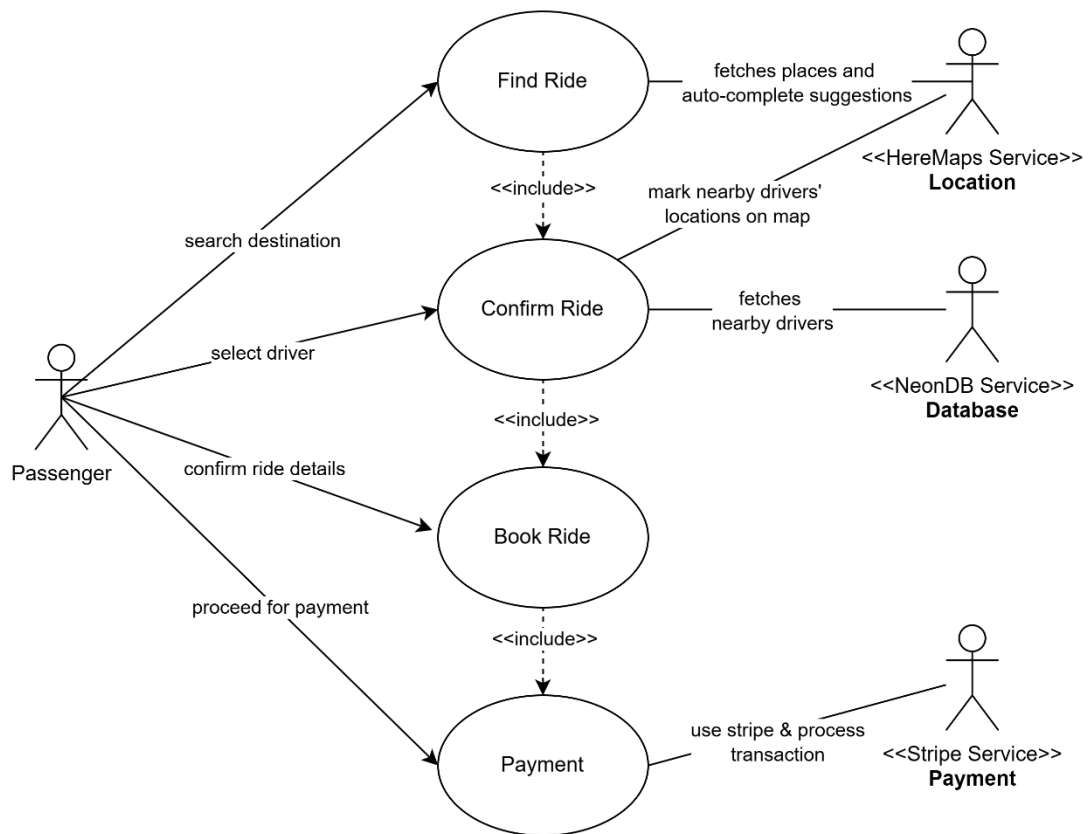 Find Ride
fetches places and
auto-complete suggestions
<<HereMaps Service>>
Location
<<include>>
mark nearby drivers'
locations on map
search destination
Confirm Ride
fetches
nearby drivers
select driver
<<NeonDB Service>>
Database
<<include>>
Passenger
confirm ride details
Book Ride
proceed for payment
<<include>>
use stripe & process
transaction
Payment
<<Stripe Service>>
Payment